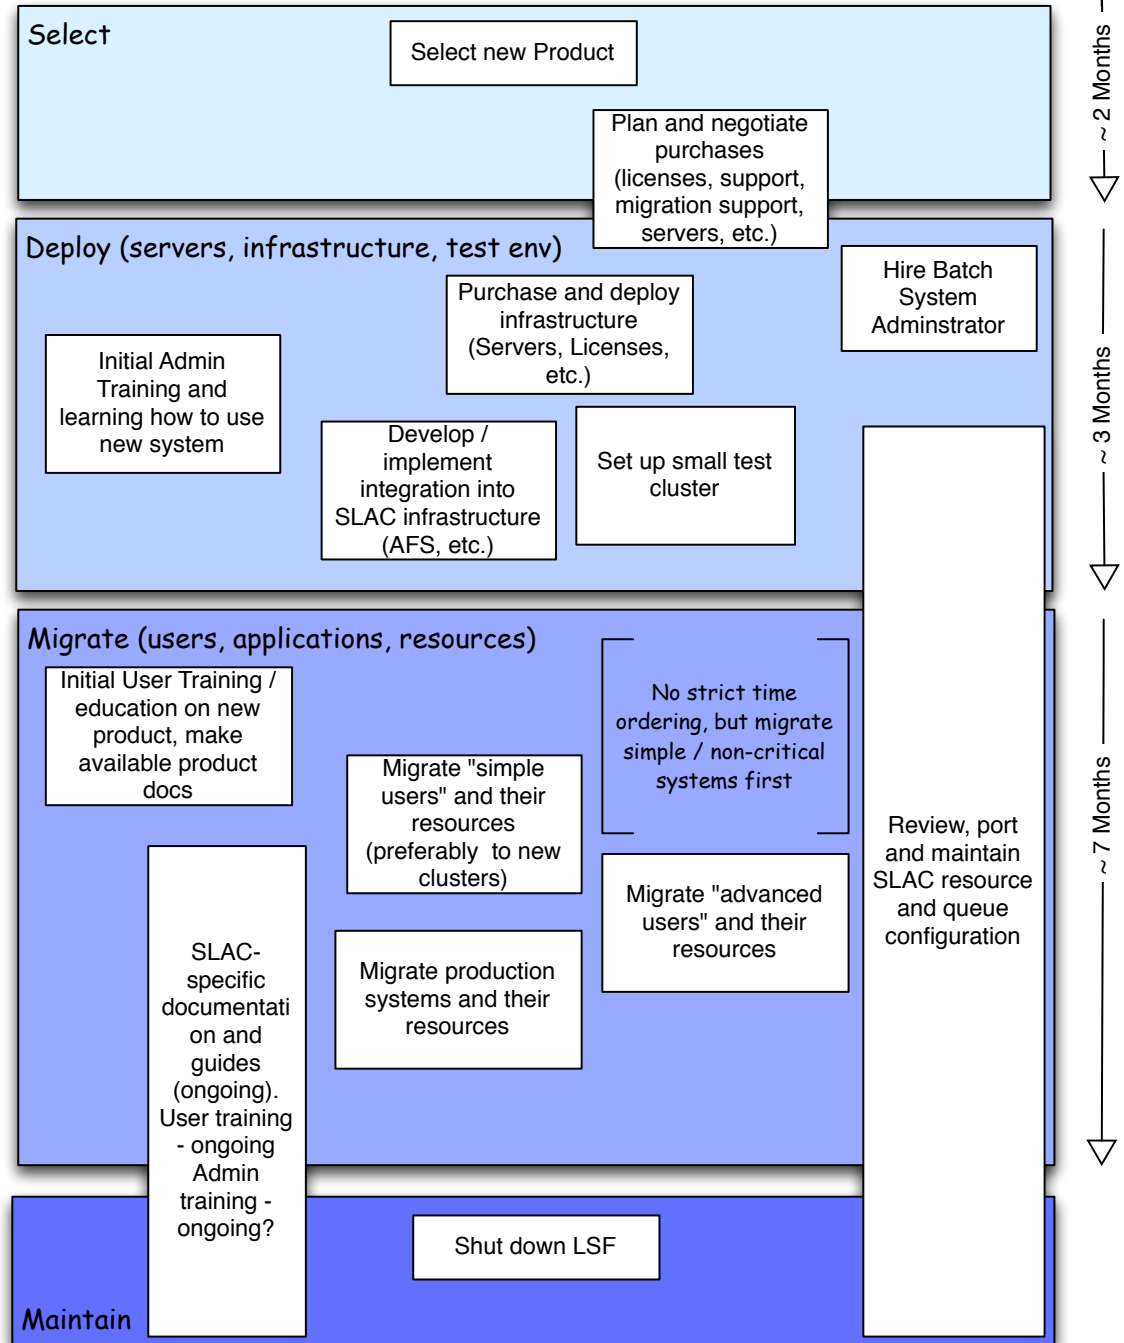 Select
Select new Product
Plan and negotiate
purchases
(licenses, support,
migration support,
servers, etc.)
~ 2 Months
Deploy (servers, infrastructure, test env)
Hire Batch
System
Adminstrator
Purchase and deploy
infrastructure
(Servers, Licenses,
etc.)
Initial Admin
Training and
learning how to use
new system
Develop /
implement
integration into
SLAC infrastructure
(AFS, etc.)
Set up small test
cluster
~ 3 Months
Migrate (users, applications, resources)
Initial User Training /
education on new
product, make
available product
docs
No strict time
ordering, but migrate
simple / non-critical
systems first
Migrate "simple
users" and their
resources
(preferably to new
clusters)
Migrate "advanced
users" and their
resources
Review, port
and maintain
SLAC resource
and queue
configuration
~ 7 Months
Migrate production
systems and their
resources
SLAC-
specific
documentati
on and
guides
(ongoing).
User training
- ongoing
Admin
training -
ongoing?
Shut down LSF
Maintain